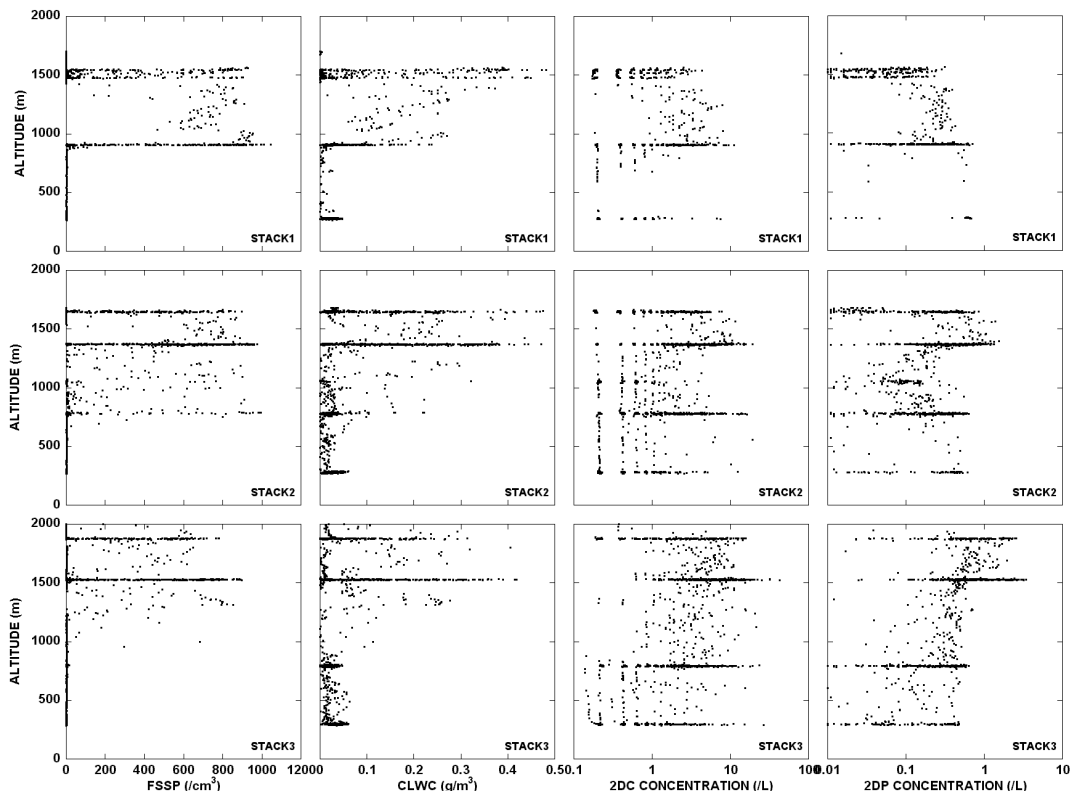 2000
1500
1000
500
0
ALTITUDE (m)
STACK1
STACK1
STACK1
STACK1
2000
1500
1000
500
0
ALTITUDE (m)
STACK2
STACK2
STACK2
STACK2
2000
1500
1000
500
0
ALTITUDE (m)
STACK3
STACK3
STACK3
STACK3
0 200 400 600 800 1000 1200
0 0.1 0.2 0.3 0.4 0.5
0.1 1 10 100
0.01 0.1 1 10
FSSP (/cm³)
CLWC (g/m³)
2DC CONCENTRATION (/L)
2DP CONCENTRATION (/L)